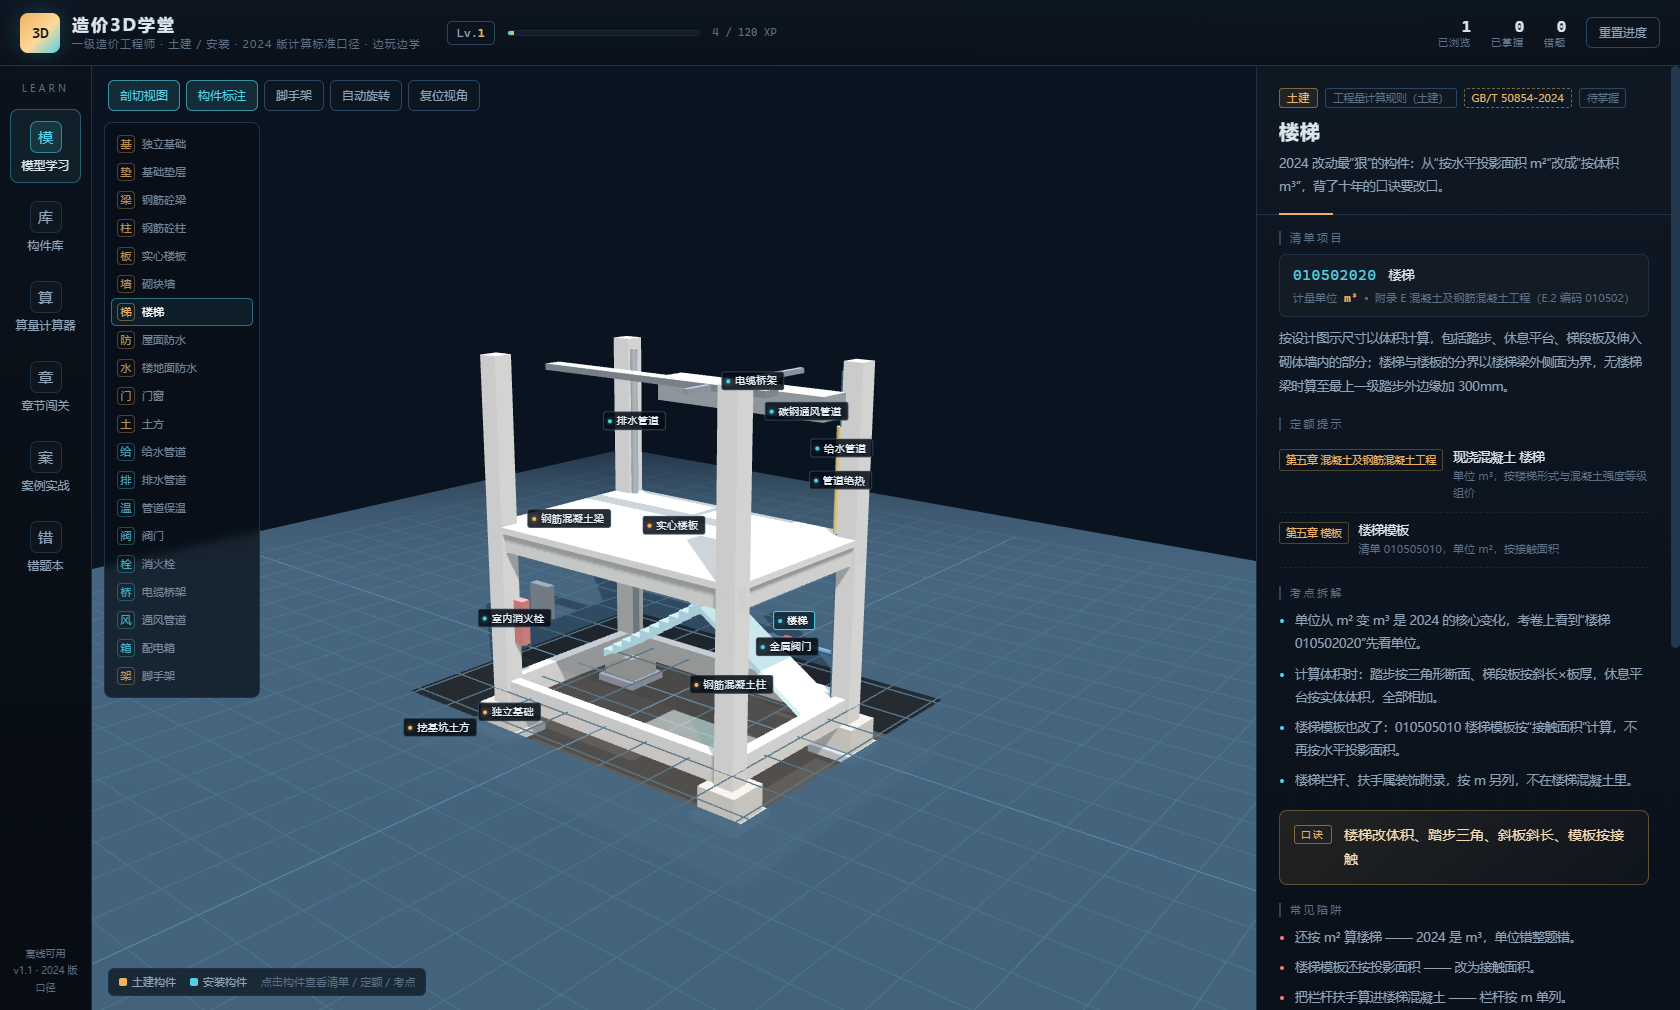 3D
造价3D学堂
一级造价工程师 · 土建 / 安装 · 2024 版计算标准口径 · 边玩边学
Lv.1
4 / 120 XP
1
已浏览
0
已掌握
0
错题
重置进度
LEARN
模
模型学习
库
构件库
算
算量计算器
章
章节闯关
案
案例实战
错
错题本
离线可用
v1.1 · 2024 版
口径
剖切视图
构件标注
脚手架
自动旋转
复位视角
基 独立基础
垫 基础垫层
梁 钢筋砼梁
柱 钢筋砼柱
板 实心楼板
墙 砌块墙
梯 楼梯
防 屋面防水
水 楼地面防水
门 门窗
土 土方
给 给水管道
排 排水管道
温 管道保温
阀 阀门
栓 消火栓
桥 电缆桥架
风 通风管道
箱 配电箱
架 脚手架
电缆桥架
碳钢通风管道
排水管道
给水管道
管道绝热
钢筋混凝土梁
实心楼板
室内消火栓
楼梯
金属阀门
钢筋混凝土柱
独立基础
挖基坑土方
土建构件
安装构件
点击构件查看清单 / 定额 / 考点
土建
工程量计算规则（土建）
GB/T 50854-2024
待掌握
楼梯
2024 改动最“狠”的构件：从“按水平投影面积 m²”改成“按体积
m³”，背了十年的口诀要改口。
清单项目
010502020 楼梯
计量单位 m³ • 附录 E 混凝土及钢筋混凝土工程（E.2 编码 010502）
按设计图示尺寸以体积计算，包括踏步、休息平台、梯段板及伸入
砌体墙内的部分；楼梯与楼板的分界以楼梯梁外侧面为界，无楼梯
梁时算至最上一级踏步外边缘加 300mm。
定额提示
第五章 混凝土及钢筋混凝土工程
现浇混凝土 楼梯
单位 m³，按楼梯形式与混凝土强度等级
组价
第五章 模板
楼梯模板
清单 010505010，单位 m²，按接触面积
考点拆解
单位从 m² 变 m³ 是 2024 的核心变化，考卷上看到“楼梯
010502020”先看单位。
计算体积时：踏步按三角形断面、梯段板按斜长×板厚，休息平
台按实体体积，全部相加。
楼梯模板也改了：010505010 楼梯模板按“接触面积”计算，不
再按水平投影面积。
楼梯栏杆、扶手属装饰附录，按 m 另列，不在楼梯混凝土里。
口诀
楼梯改体积、踏步三角、斜板斜长、模板按接
触
常见陷阱
还按 m² 算楼梯 —— 2024 是 m³，单位错整题错。
楼梯模板还按投影面积 —— 改为接触面积。
把栏杆扶手算进楼梯混凝土 —— 栏杆按 m 单列。